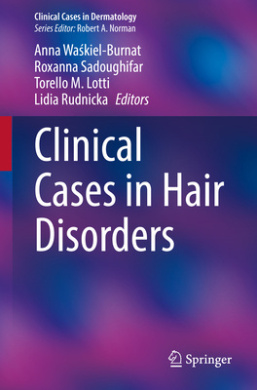 Clinical Cases in Dermatology
Series Editor: Robert A. Norman
Anna Waśkiel-Burnat
Roxanna Sadoughifar
Torello M. Lotti
Lidia Rudnicka Editors
Clinical
Cases in Hair
Disorders
Springer